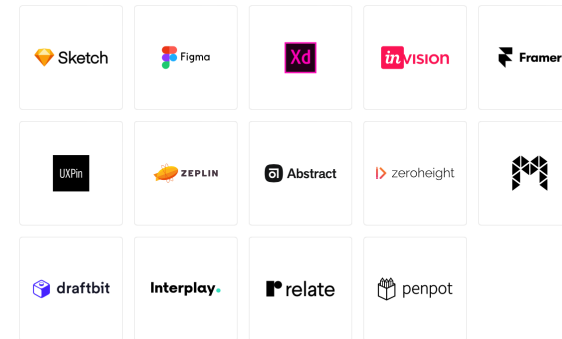 Sketch
Figma
Xd
inVISION
Framer
UXPin
ZEPLIN
Abstract
zeroheight
draftbit
Interplay.
relate
penpot